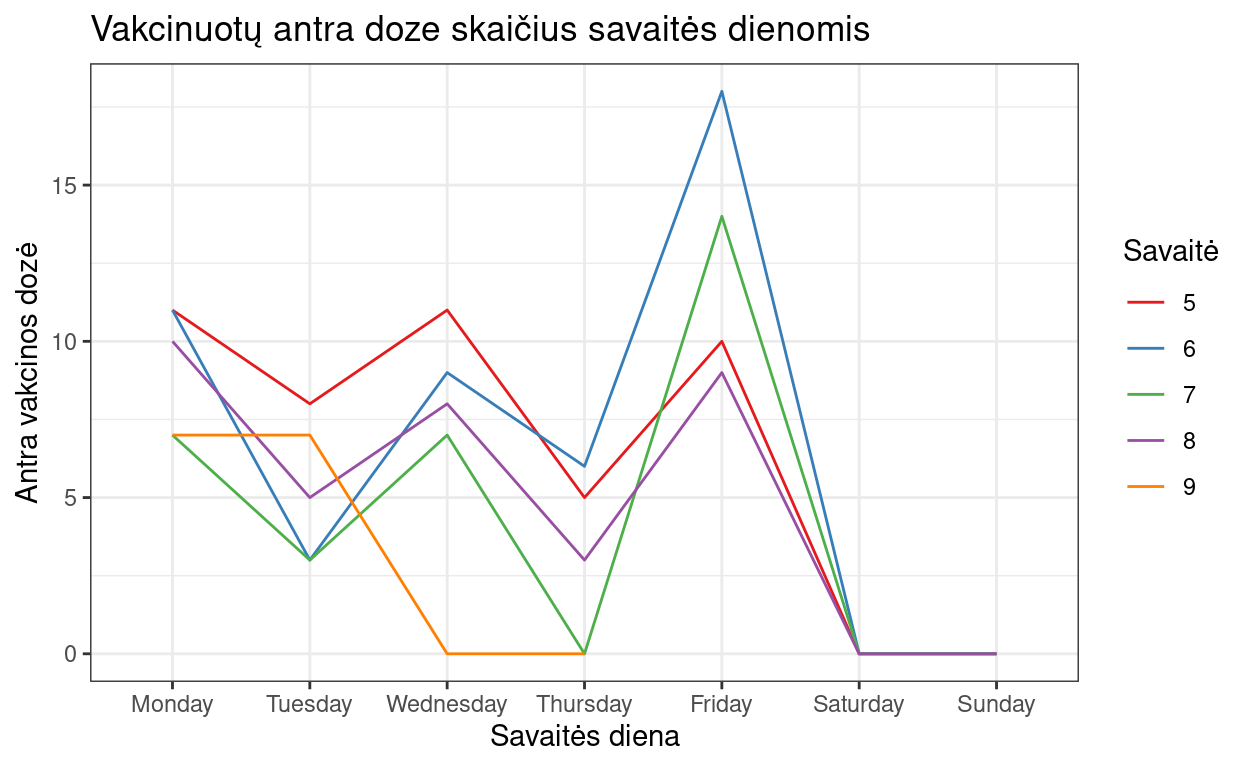 Vakcinuotų antra doze skaičius savaitės dienomis
Antra vakcinos dozė
15
10
5
0
Monday Tuesday Wednesday Thursday Friday Saturday Sunday
Savaitės diena
Savaitė
5
6
7
8
9